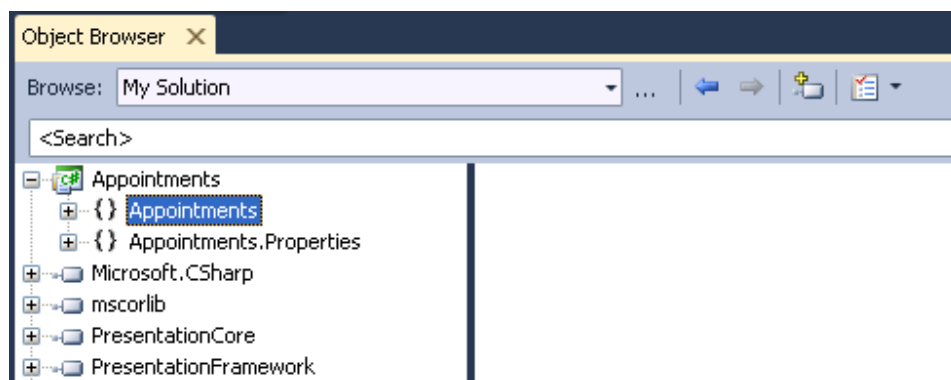 Object Browser
Browse: My Solution ...
<Search>
C# Appointments
{} Appointments
{} Appointments.Properties
Microsoft.CSharp
mscorlib
PresentationCore
PresentationFramework